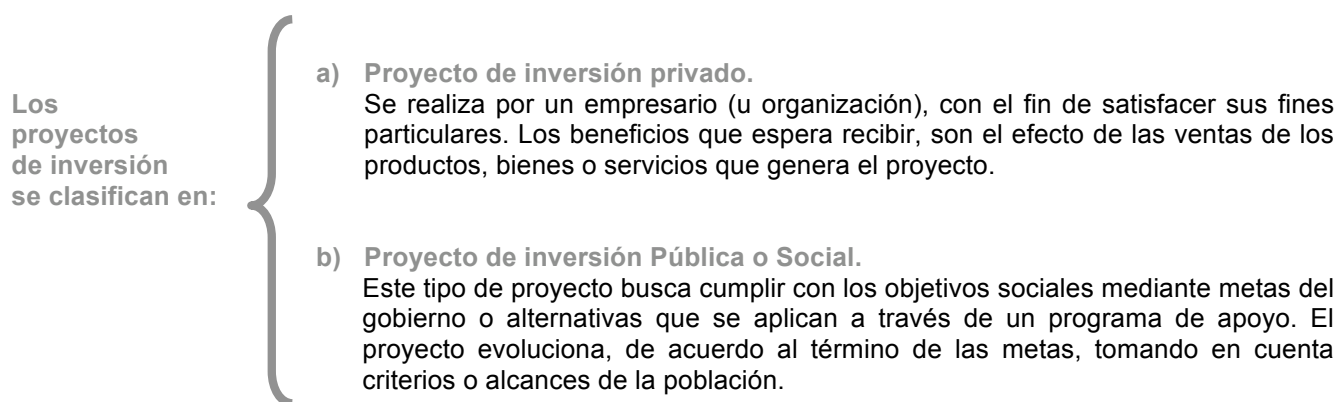 Los
proyectos
de inversión
se clasifican en:
a) Proyecto de inversión privado.
Se realiza por un empresario (u organización), con el fin de satisfacer sus fines
particulares. Los beneficios que espera recibir, son el efecto de las ventas de los
productos, bienes o servicios que genera el proyecto.
b) Proyecto de inversión Pública o Social.
Este tipo de proyecto busca cumplir con los objetivos sociales mediante metas del
gobierno o alternativas que se aplican a través de un programa de apoyo. El
proyecto evoluciona, de acuerdo al término de las metas, tomando en cuenta
criterios o alcances de la población.